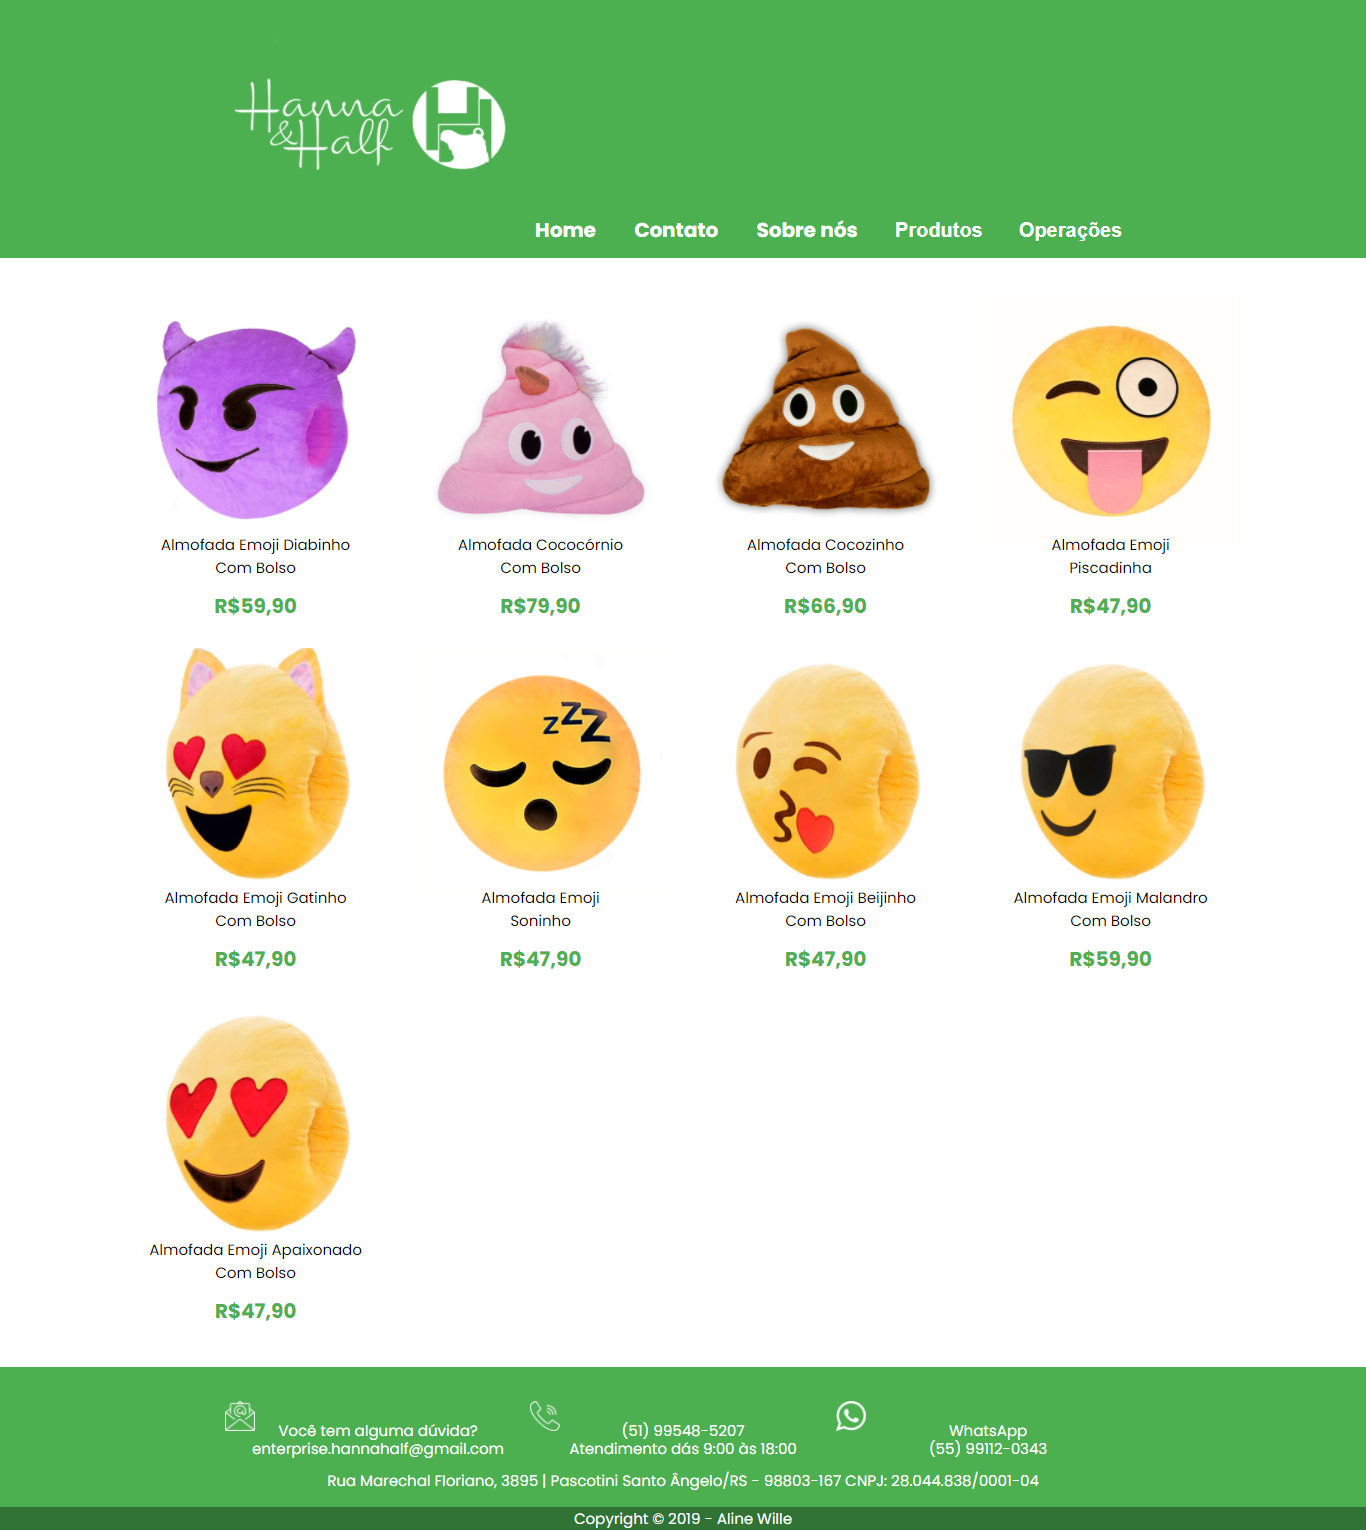 Hanna
&Half
Home Contato Sobre nós Produtos Operações
Almofada Emoji Diabinho
Com Bolso
R$59,90
Almofada Cococórnio
Com Bolso
R$79,90
Almofada Cocozinho
Com Bolso
R$66,90
Almofada Emoji
Piscadinha
R$47,90
Almofada Emoji Gatinho
Com Bolso
R$47,90
zzZ
Almofada Emoji
Soninho
R$47,90
Almofada Emoji Beijinho
Com Bolso
R$47,90
Almofada Emoji Malandro
Com Bolso
R$59,90
Almofada Emoji Apaixonado
Com Bolso
R$47,90
Você tem alguma dúvida?
enterprise.hannahalf@gmail.com
(51) 99548-5207
Atendimento dás 9:00 às 18:00
WhatsApp
(55) 99112-0343
Rua Marechal Floriano, 3895 | Pascotini Santo Ângelo/RS - 98803-167 CNPJ: 28.044.838/0001-04
Copyright © 2019 - Aline Wille